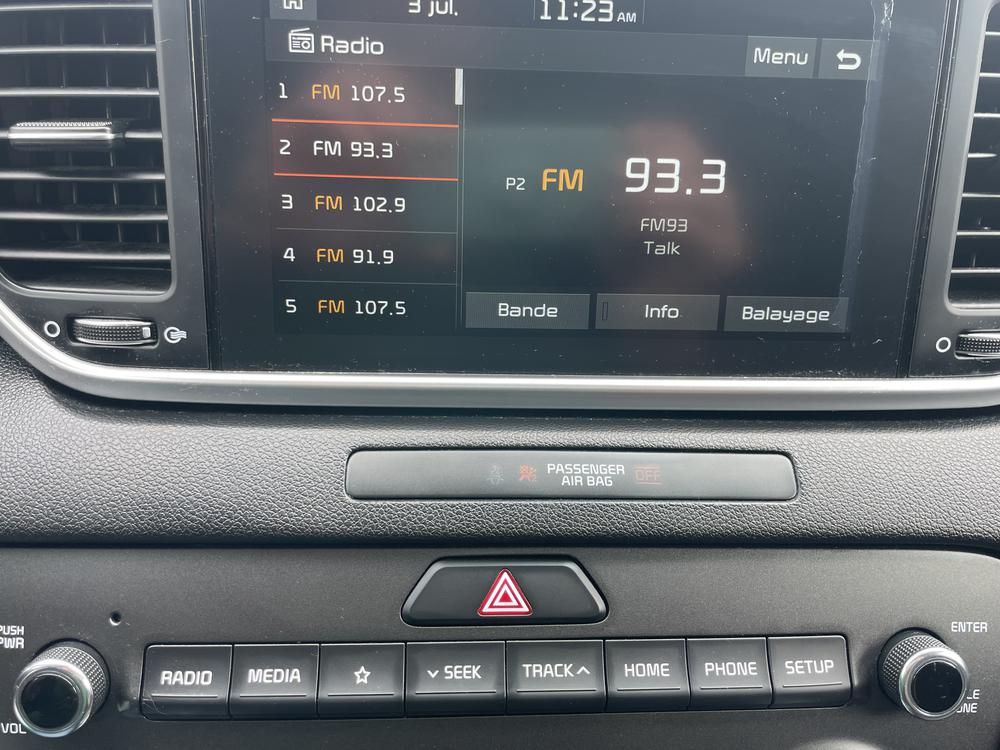 3 jul.
11:23 AM
Radio
Menu
1 FM 107.5
2 FM 93.3
3 FM 102.9
4 FM 91.9
5 FM 107.5
P2 FM 93.3
FM93
Talk
Bande
Info
Balayage
PASSENGER
AIR BAG
OFF
PUSH
PWR
VOL
RADIO
MEDIA
SEEK
TRACK
HOME
PHONE
SETUP
ENTER